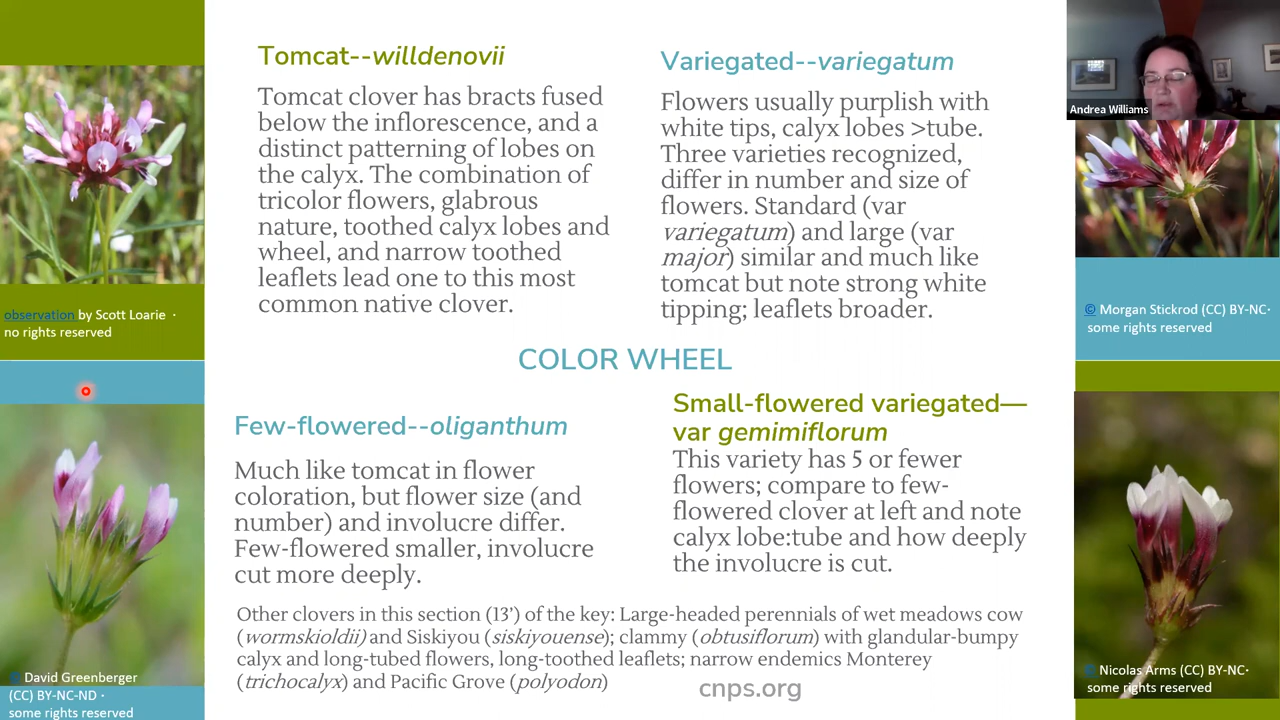 Tomcat--willdenovii
Tomcat clover has bracts fused
below the inflorescence, and a
distinct patterning of lobes on
the calyx. The combination of
tricolor flowers, glabrous
nature, toothed calyx lobes and
wheel, and narrow toothed
leaflets lead one to this most
common native clover.
Variegated--variegatum
Flowers usually purplish with
white tips, calyx lobes >tube.
Three varieties recognized,
differ in number and size of
flowers. Standard (var
variegatum) and large (var
major) similar and much like
tomcat but note strong white
tipping; leaflets broader.
Andrea Williams
observation by Scott Loarie ·
no rights reserved
© Morgan Stickrod (CC) BY-NC·
some rights reserved
COLOR WHEEL
Few-flowered--oliganthum
Much like tomcat in flower
coloration, but flower size (and
number) and involucre differ.
Few-flowered smaller, involucre
cut more deeply.
Small-flowered variegated—
var gemimiflorum
This variety has 5 or fewer
flowers; compare to few-
flowered clover at left and note
calyx lobe:tube and how deeply
the involucre is cut.
Other clovers in this section (13’) of the key: Large-headed perennials of wet meadows cow
(wormskioldii) and Siskiyou (siskiyouense); clammy (obtusiflorum) with glandular-bumpy
calyx and long-tubed flowers, long-toothed leaflets; narrow endemics Monterey
(trichocalyx) and Pacific Grove (polyodon)
cnps.org
© David Greenberger
(CC) BY-NC-ND ·
some rights reserved
© Nicolas Arms (CC) BY-NC·
some rights reserved